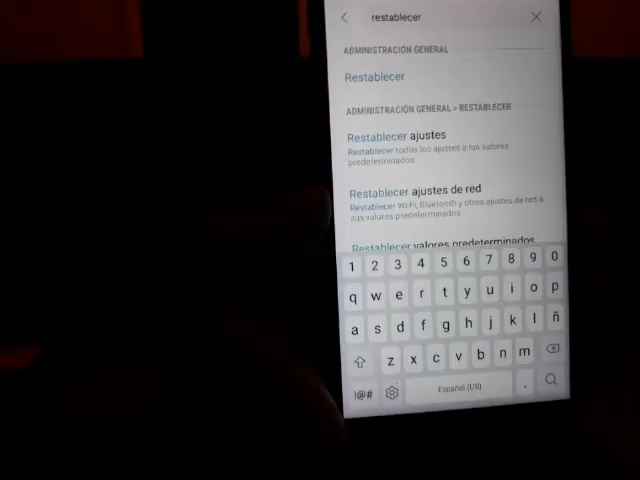 restablecer
ADMINISTRACIÓN GENERAL
Restablecer
ADMINISTRACIÓN GENERAL > RESTABLECER
Restablecer ajustes
Restablecer todos los ajustes a los valores
predeterminados.
Restablecer ajustes de red
Restablecer Wi-Fi, Bluetooth y otros ajustes de red a
sus valores predeterminados.
Restablecer valores predeterminados
1 2 3 4 5 6 7 8 9 0
q w e r t y u i o p
a s d f g h j k l ñ
z x c v b n m
!@# Español (US) .